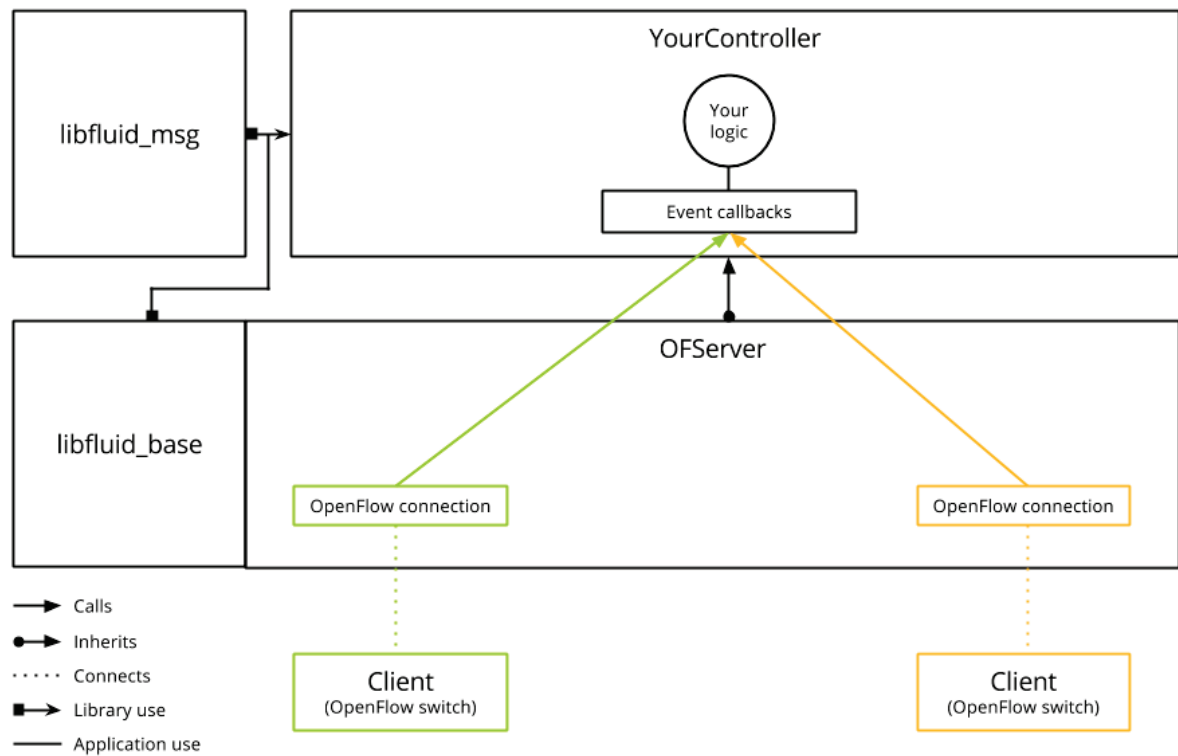 YourController
libfluid_msg
Your
logic
Event callbacks
OFServer
libfluid_base
OpenFlow connection
OpenFlow connection
Calls
Inherits
Connects
Library use
Application use
Client
(OpenFlow switch)
Client
(OpenFlow switch)